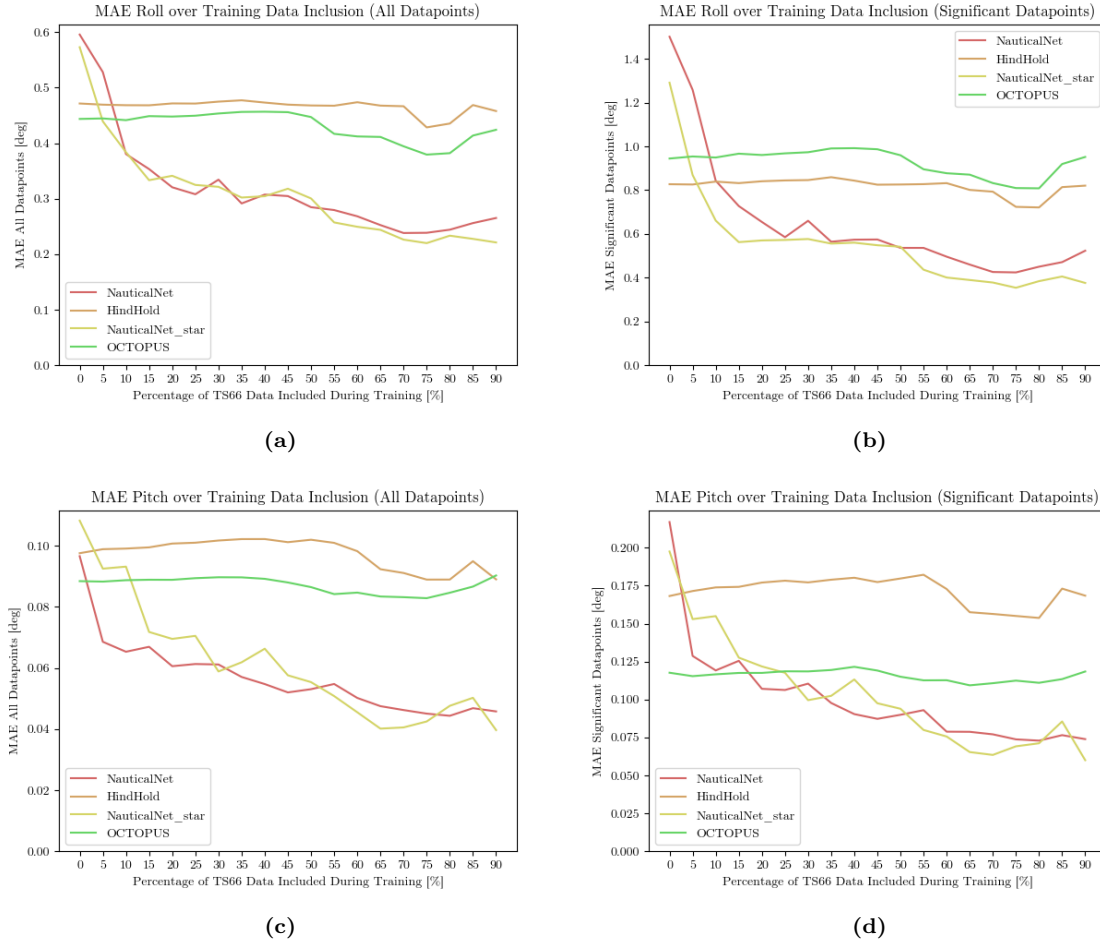 MAE Roll over Training Data Inclusion (All Datapoints)
MAE All Datapoints [deg]
0.6
0.5
0.4
0.3
0.2
0.1
0.0
NauticalNet
HindHold
NauticalNet_star
OCTOPUS
0 5 10 15 20 25 30 35 40 45 50 55 60 65 70 75 80 85 90
Percentage of TS66 Data Included During Training [%]
(a)
MAE Roll over Training Data Inclusion (Significant Datapoints)
MAE Significant Datapoints [deg]
1.4
1.2
1.0
0.8
0.6
0.4
0.2
0.0
NauticalNet
HindHold
NauticalNet_star
OCTOPUS
0 5 10 15 20 25 30 35 40 45 50 55 60 65 70 75 80 85 90
Percentage of TS66 Data Included During Training [%]
(b)
MAE Pitch over Training Data Inclusion (All Datapoints)
MAE All Datapoints [deg]
0.10
0.08
0.06
0.04
0.02
0.00
NauticalNet
HindHold
NauticalNet_star
OCTOPUS
0 5 10 15 20 25 30 35 40 45 50 55 60 65 70 75 80 85 90
Percentage of TS66 Data Included During Training [%]
(c)
MAE Pitch over Training Data Inclusion (Significant Datapoints)
MAE Significant Datapoints [deg]
0.200
0.175
0.150
0.125
0.100
0.075
0.050
0.025
0.000
NauticalNet
HindHold
NauticalNet_star
OCTOPUS
0 5 10 15 20 25 30 35 40 45 50 55 60 65 70 75 80 85 90
Percentage of TS66 Data Included During Training [%]
(d)